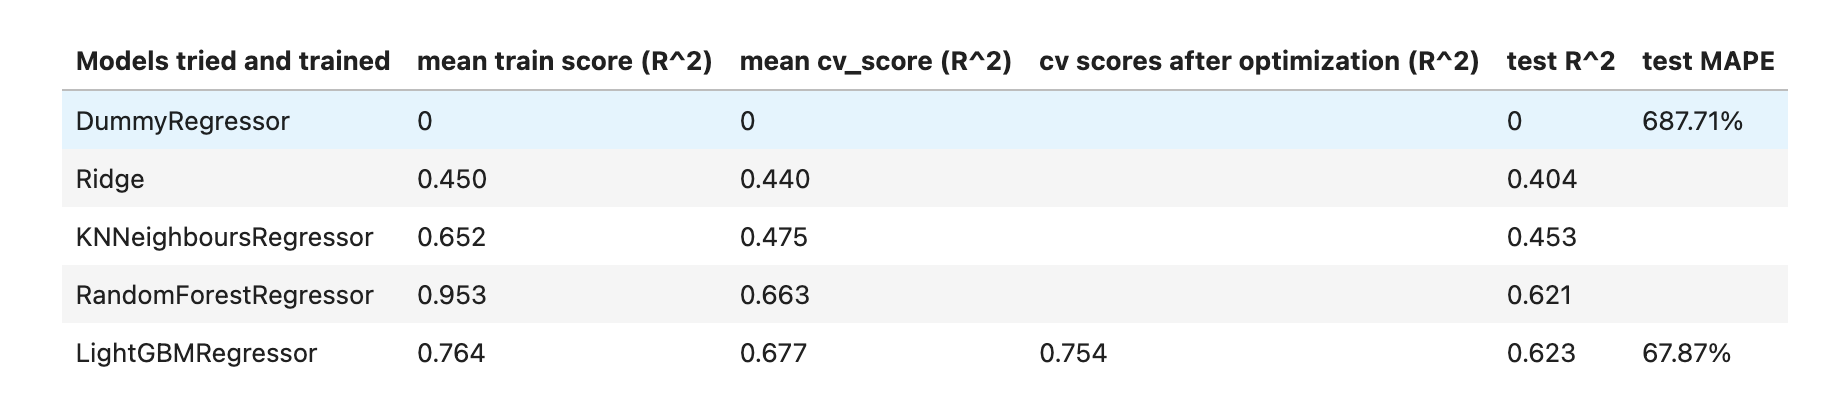 Models tried and trained mean train score (R^2) mean cv_score (R^2) cv scores after optimization (R^2) test R^2 test MAPE
DummyRegressor 0 0 0 687.71%
Ridge 0.450 0.440 0.404
KNNeighboursRegressor 0.652 0.475 0.453
RandomForestRegressor 0.953 0.663 0.621
LightGBMRegressor 0.764 0.677 0.754 0.623 67.87%